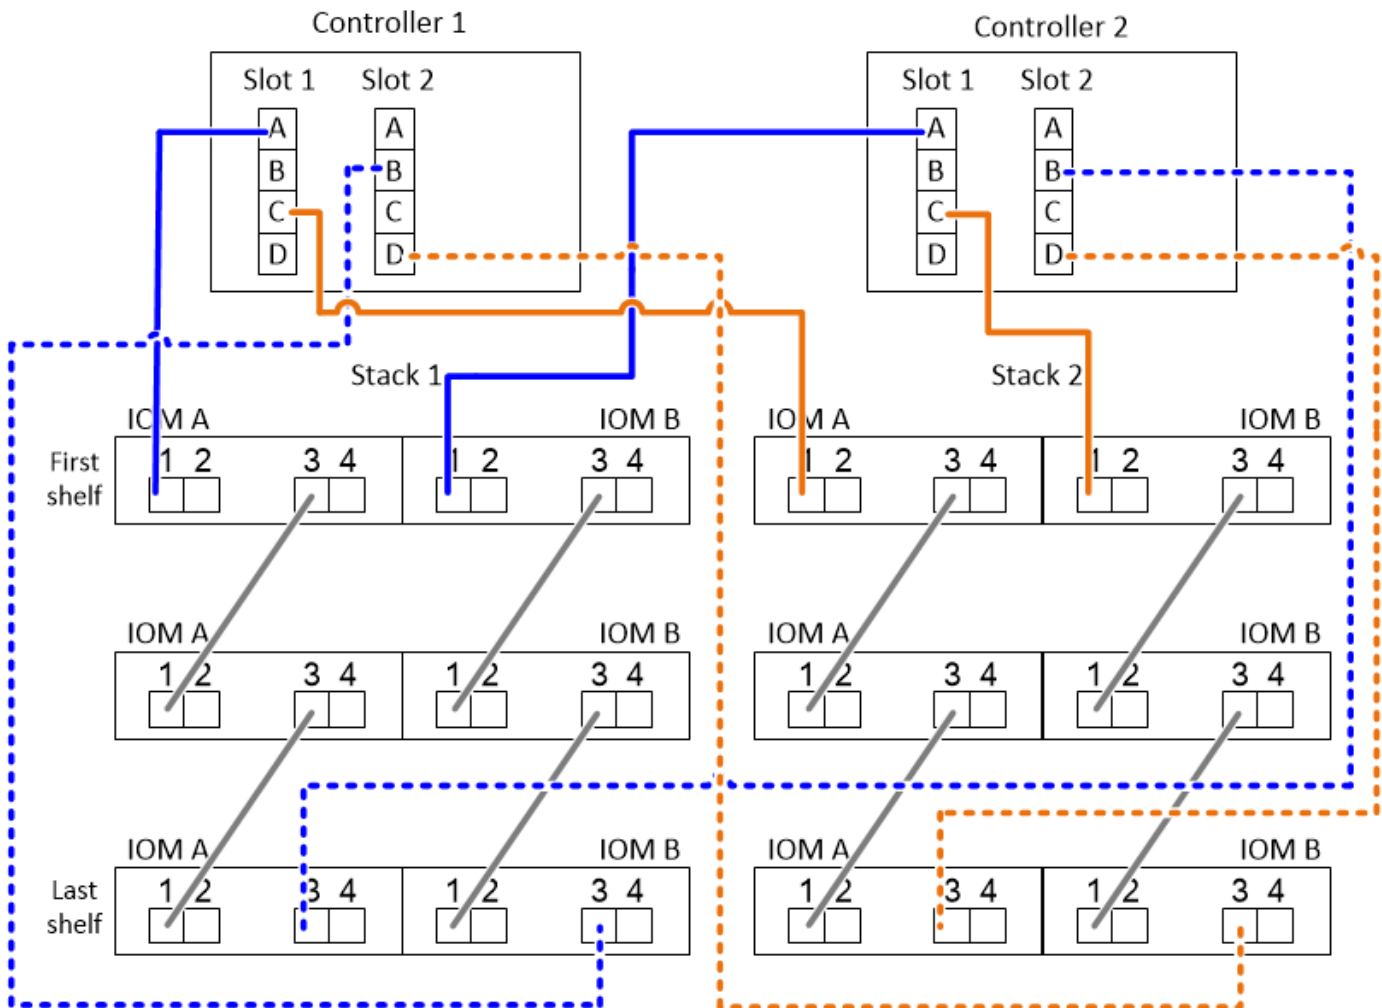 Controller 1
Controller 2
Slot 1 Slot 2
Slot 1 Slot 2
A A A A
B B B B
C C C C
D D D D
Stack 1 Stack 2
IOM A IOM B IOM A IOM B
First shelf
1 2 3 4 1 2 3 4 1 2 3 4 1 2 3 4
IOM A IOM B IOM A IOM B
1 2 3 4 1 2 3 4 1 2 3 4 1 2 3 4
IOM A IOM B IOM A IOM B
Last shelf
1 2 3 4 1 2 3 4 1 2 3 4 1 2 3 4